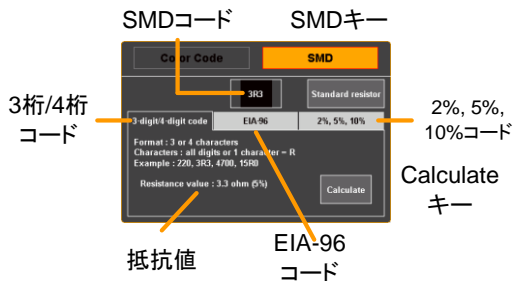 SMDコード
SMDキー
Color Code
SMD
3R3
Standard resistor
3桁/4桁
コード
3-digit/4-digit code
EIA-96
2%, 5%, 10%
2%, 5%,
10%コード
Format : 3 or 4 characters
Characters : all digits or 1 character = R
Example : 220, 3R3, 4700, 15R0
Resistance value : 3.3 ohm (5%)
Calculate
Calculate
キー
抵抗値
EIA-96
コード